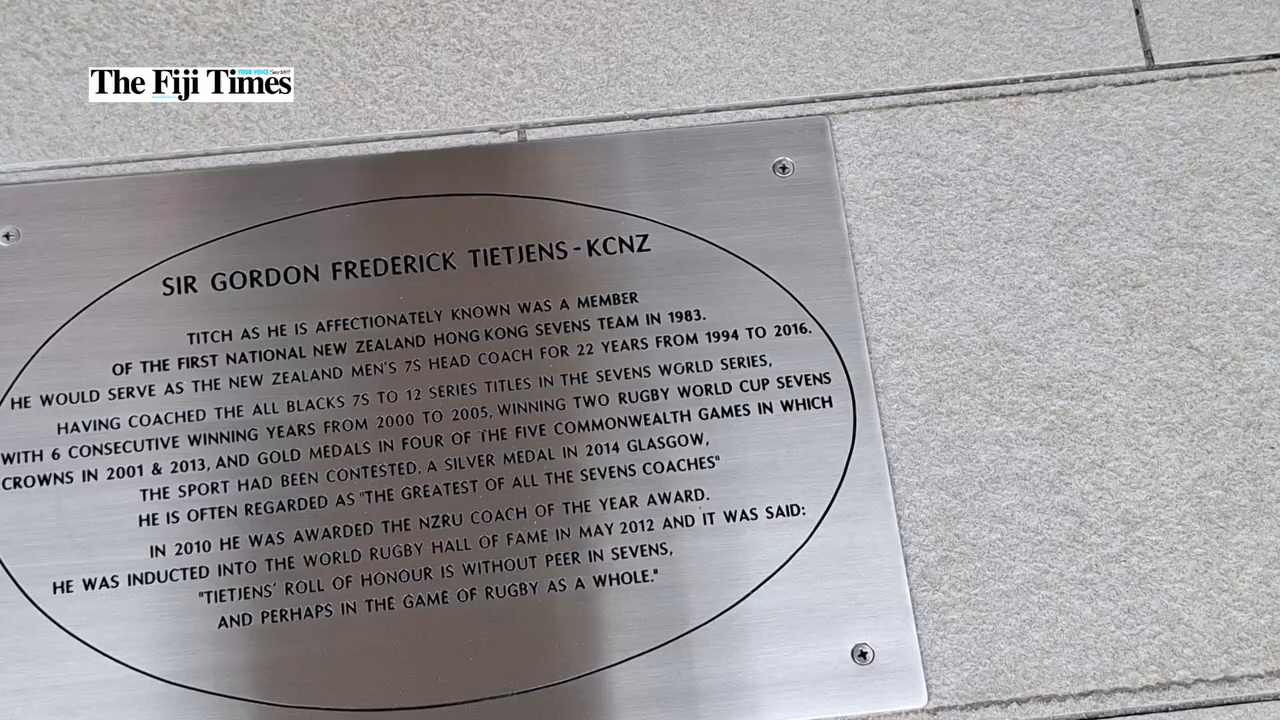 The Fiji Times
YOUR VOICE
SIR GORDON FREDERICK TIETJENS - KCNZ
TITCH AS HE IS AFFECTIONATELY KNOWN WAS A MEMBER
OF THE FIRST NATIONAL NEW ZEALAND HONG KONG SEVENS TEAM IN 1983.
HE WOULD SERVE AS THE NEW ZEALAND MEN'S 7S HEAD COACH FOR 22 YEARS FROM 1994 TO 2016.
HAVING COACHED THE ALL BLACKS 7S TO 12 SERIES TITLES IN THE SEVENS WORLD SERIES,
WITH 6 CONSECUTIVE WINNING YEARS FROM 2000 TO 2005, WINNING TWO RUGBY WORLD CUP SEVENS
CROWNS IN 2001 & 2013, AND GOLD MEDALS IN FOUR OF THE FIVE COMMONWEALTH GAMES IN WHICH
THE SPORT HAD BEEN CONTESTED, A SILVER MEDAL IN 2014 GLASGOW,
HE IS OFTEN REGARDED AS "THE GREATEST OF ALL THE SEVENS COACHES"
IN 2010 HE WAS AWARDED THE NZRU COACH OF THE YEAR AWARD.
HE WAS INDUCTED INTO THE WORLD RUGBY HALL OF FAME IN MAY 2012 AND IT WAS SAID:
"TIETJENS' ROLL OF HONOUR IS WITHOUT PEER IN SEVENS,
AND PERHAPS IN THE GAME OF RUGBY AS A WHOLE."